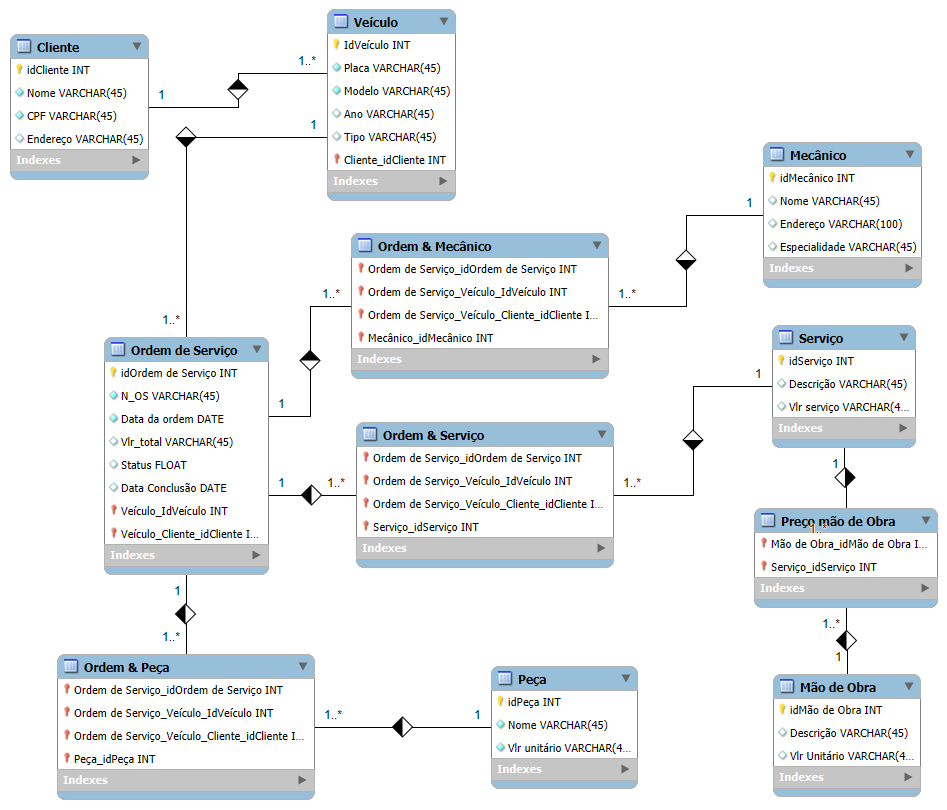 Cliente
idCliente INT
Nome VARCHAR(45)
CPF VARCHAR(45)
Endereço VARCHAR(45)
Indexes
1
1..*
Veículo
IdVeículo INT
Placa VARCHAR(45)
Modelo VARCHAR(45)
Ano VARCHAR(45)
Tipo VARCHAR(45)
Cliente_idCliente INT
Indexes
1
1..*
Mecânico
idMecânico INT
Nome VARCHAR(45)
Endereço VARCHAR(100)
Especialidade VARCHAR(45)
Indexes
1
1..*
Ordem & Mecânico
Ordem de Serviço_idOrdem de Serviço INT
Ordem de Serviço_Veículo_IdVeículo INT
Ordem de Serviço_Veículo_Cliente_idCliente I...
Mecânico_idMecânico INT
Indexes
1..*
1
Ordem de Serviço
idOrdem de Serviço INT
N_OS VARCHAR(45)
Data da ordem DATE
Vlr_total VARCHAR(45)
Status FLOAT
Data Conclusão DATE
Veículo_IdVeículo INT
Veículo_Cliente_idCliente I...
Indexes
1
1..*
Ordem & Serviço
Ordem de Serviço_idOrdem de Serviço INT
Ordem de Serviço_Veículo_IdVeículo INT
Ordem de Serviço_Veículo_Cliente_idCliente I...
Serviço_idServiço INT
Indexes
1..*
1
Serviço
idServiço INT
Descrição VARCHAR(45)
Vlr serviço VARCHAR(4...
Indexes
1
1..*
Preço mão de Obra
Mão de Obra_idMão de Obra I...
Serviço_idServiço INT
Indexes
1..*
1
Mão de Obra
idMão de Obra INT
Descrição VARCHAR(45)
Vlr Unitário VARCHAR(4...
Indexes
1
1..*
Ordem & Peça
Ordem de Serviço_idOrdem de Serviço INT
Ordem de Serviço_Veículo_IdVeículo INT
Ordem de Serviço_Veículo_Cliente_idCliente I...
Peça_idPeça INT
Indexes
1..*
1
Peça
idPeça INT
Nome VARCHAR(45)
Vlr unitário VARCHAR(4...
Indexes